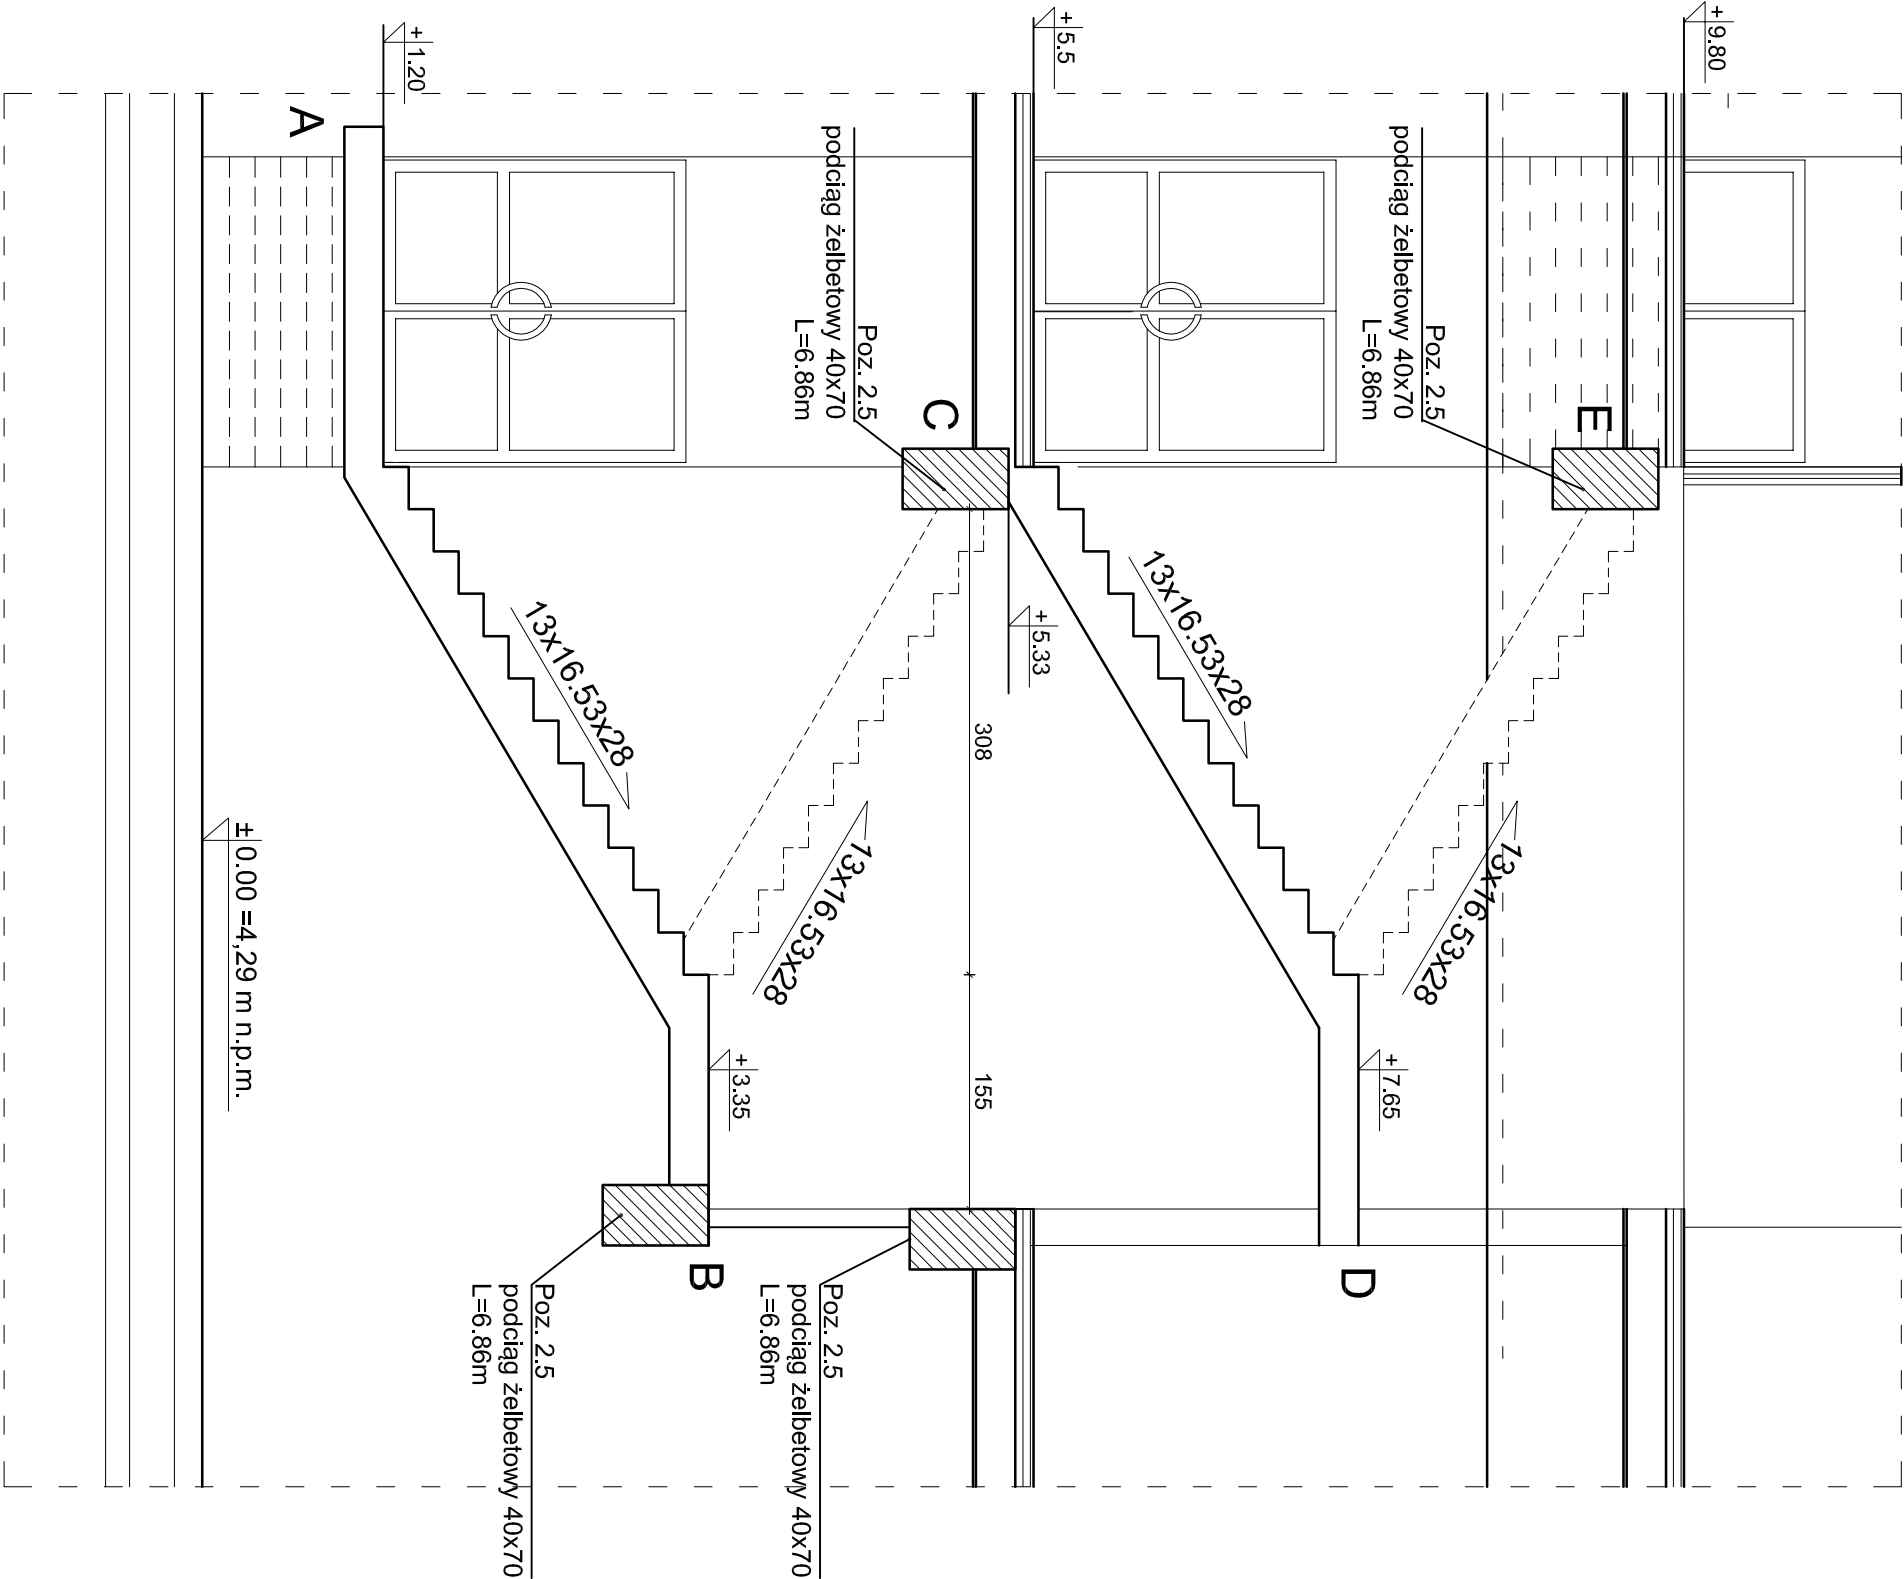 +9.80
+5.5
+1.20
Poz. 2.5
podciąg żelbetowy 40x70
L=6.86m
E
Poz. 2.5
podciąg żelbetowy 40x70
L=6.86m
C
A
13x16.53x28
13x16.53x28
+5.33
308
13x16.53x28
13x16.53x28
±0.00 =4,29 m n.p.m.
+7.65
155
+3.35
D
B
Poz. 2.5
podciąg żelbetowy 40x70
L=6.86m
Poz. 2.5
podciąg żelbetowy 40x70
L=6.86m